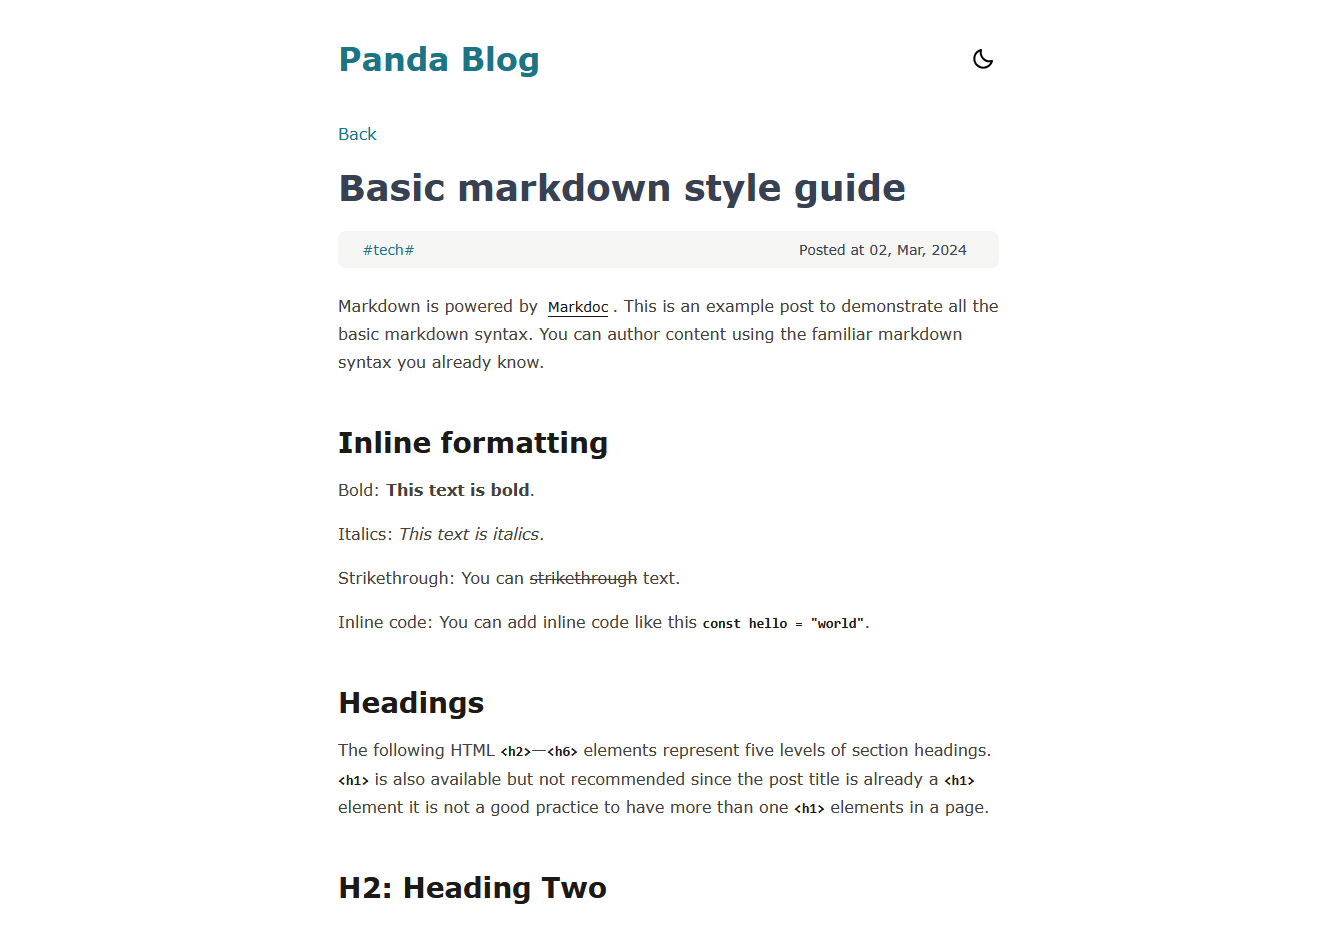 Panda Blog
Back
Basic markdown style guide
#tech# Posted at 02, Mar, 2024
Markdown is powered by Markdoc. This is an example post to demonstrate all the
basic markdown syntax. You can author content using the familiar markdown
syntax you already know.
Inline formatting
Bold: This text is bold.
Italics: This text is italics.
Strikethrough: You can strikethrough text.
Inline code: You can add inline code like this const hello = "world".
Headings
The following HTML <h2>—<h6> elements represent five levels of section headings.
<h1> is also available but not recommended since the post title is already a <h1>
element it is not a good practice to have more than one <h1> elements in a page.
H2: Heading Two